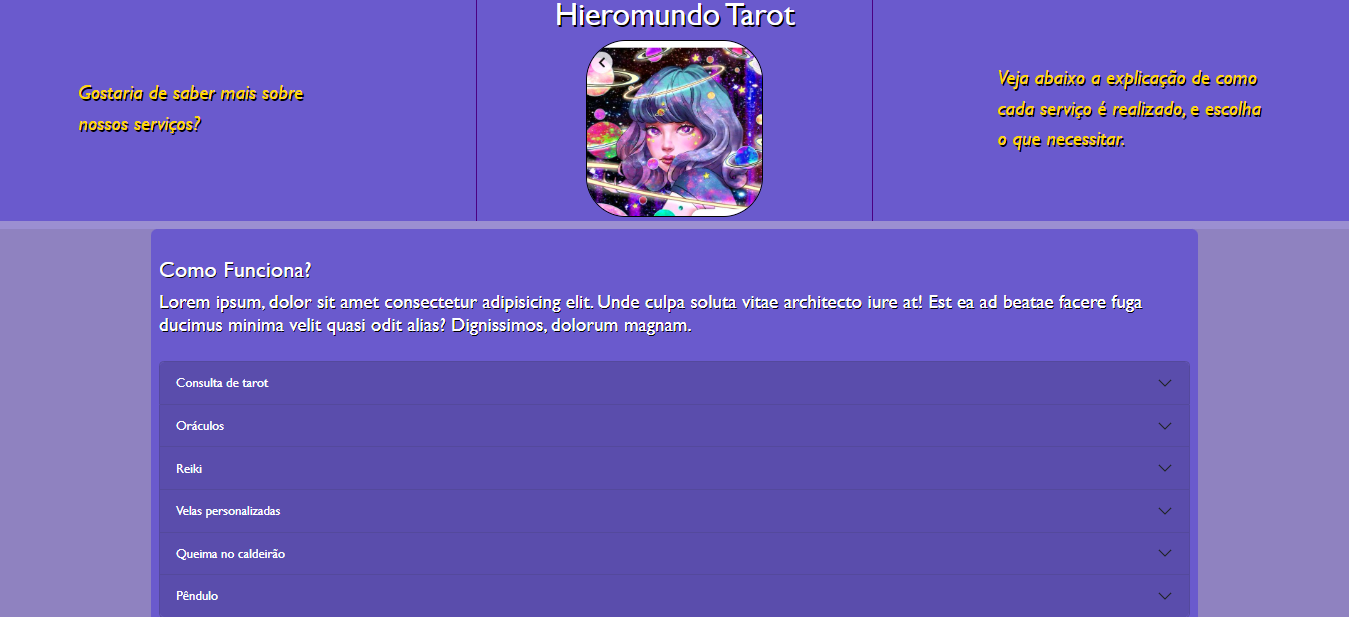 Hieromundo Tarot
Gostaria de saber mais sobre
nossos serviços?
Veja abaixo a explicação de como
cada serviço é realizado, e escolha
o que necessitar.
Como Funciona?
Lorem ipsum, dolor sit amet consectetur adipisicing elit. Unde culpa soluta vitae architecto iure at! Est ea ad beatae facere fuga
ducimus minima velit quasi odit alias? Dignissimos, dolorum magnam.
Consulta de tarot
Oráculos
Reiki
Velas personalizadas
Queima no caldeirão
Pêndulo